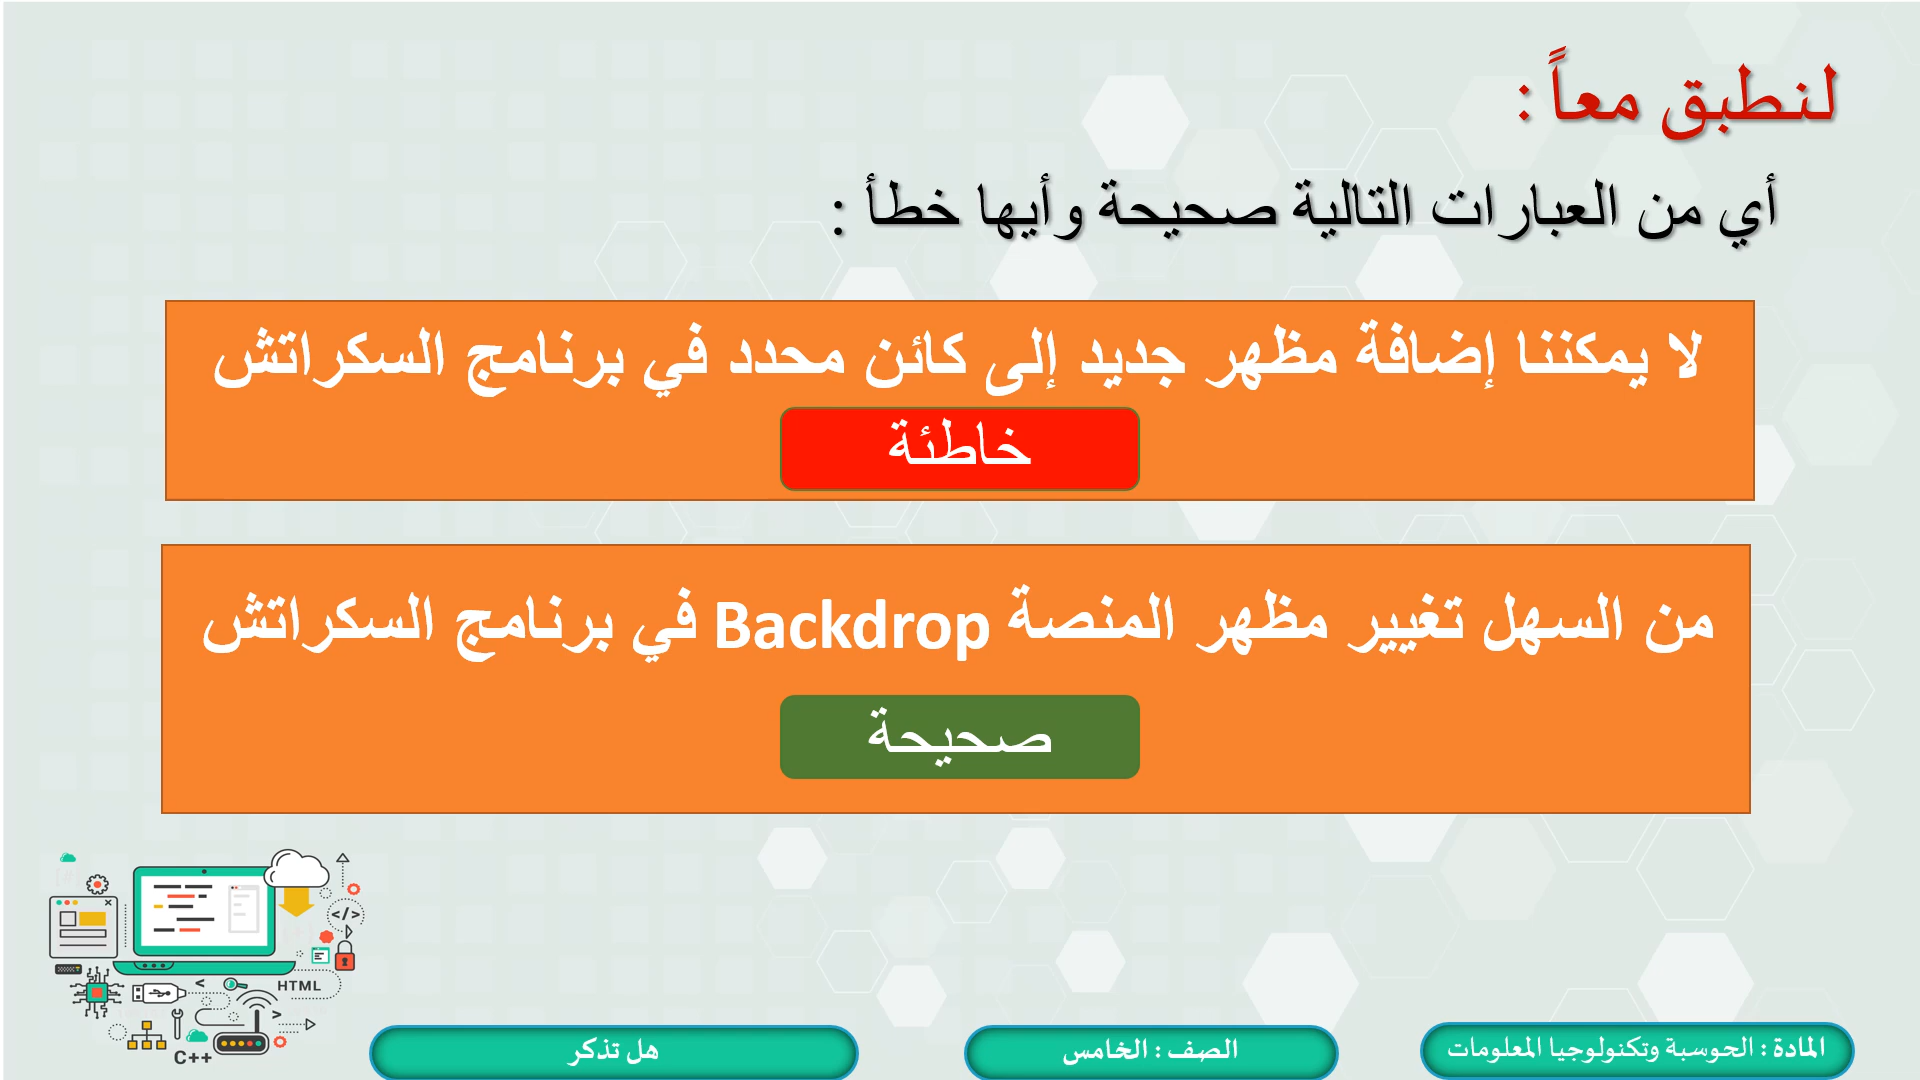 لنطبق معاً :
أي من العبارات التالية صحيحة وأيها خطأ :
لا يمكننا إضافة مظهر جديد إلى كائن محدد في برنامج السكراتش
خاطئة
من السهل تغيير مظهر المنصة Backdrop في برنامج السكراتش
صحيحة
</>
HTML
C++
المادة : الحوسبة وتكنولوجيا المعلومات
الصف : الخامس
هل تذكر